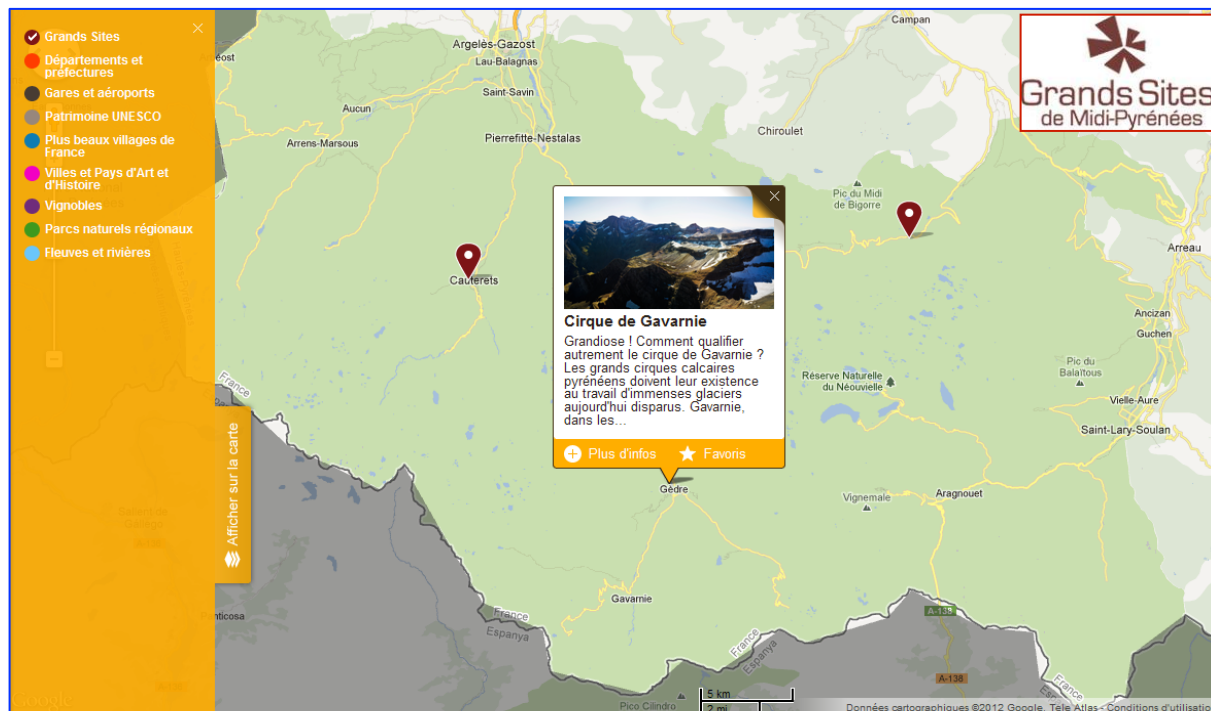 Grands Sites
Départements et
préfectures
Gares et aéroports
Patrimoine UNESCO
Plus beaux villages de
France
Villes et Pays d'Art et
d'Histoire
Vignobles
Parcs naturels régionaux
Fleuves et rivières
Afficher sur la carte
Campan
Argelès-Gazost
Lau-Balagnas
Saint-Savin
Aucun
Arrens-Marsous
Pierrefitte-Nestalas
Chiroulet
Grands Sites
de Midi-Pyrénées
Pic du Midi
de Bigorre
Cauterets
Arreau
Cirque de Gavarnie
Grandiose ! Comment qualifier
autrement le cirque de Gavarnie ?
Les grands cirques calcaires
pyrénéens doivent leur existence
au travail d'immenses glaciers
aujourd'hui disparus. Gavarnie,
dans les...
Plus d'infos
Favoris
Ancizan
Guchen
Pic du
Balaïtous
Réserve Naturelle
du Néouvielle
Vielle-Aure
Saint-Lary-Soulan
France
Gèdre
Vignemale
Aragnouet
Gavarnie
France
Espanya
A-138
France
Espanya
A-138
France
Panticosa
Pico Cilindro
5 km
2 mi
Google
Données cartographiques ©2012 Google, Tele Atlas - Conditions d'utilisation